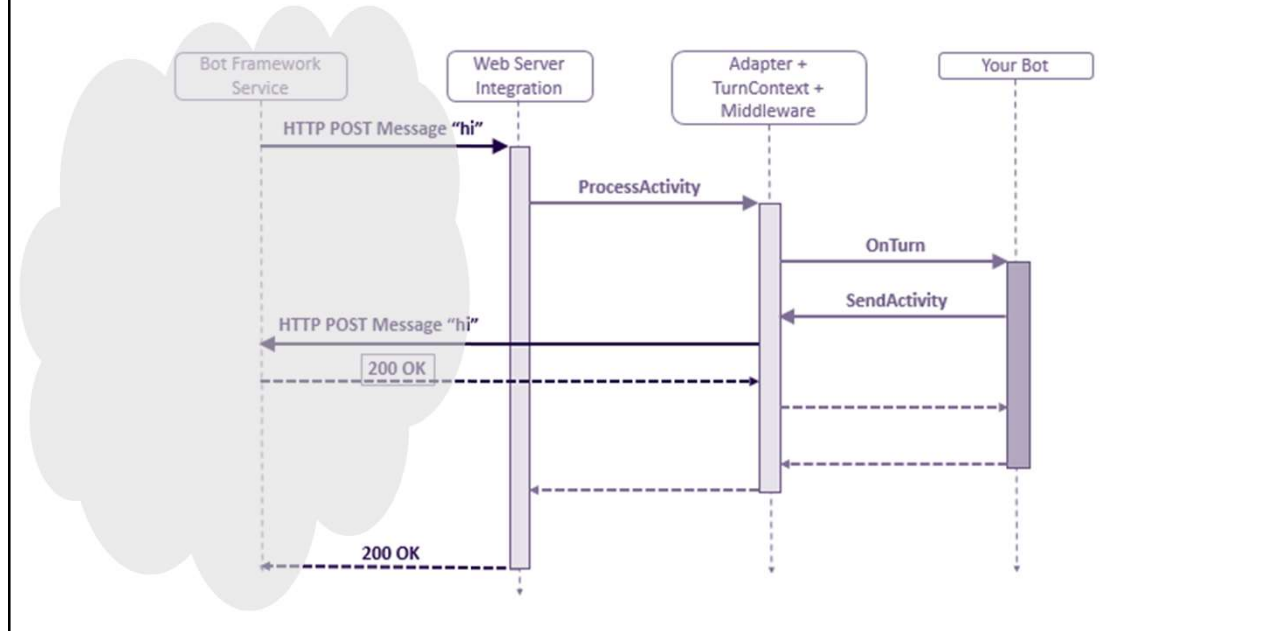 Bot Framework
Service
Web Server
Integration
Adapter +
TurnContext +
Middleware
Your Bot
HTTP POST Message “hi”
ProcessActivity
OnTurn
SendActivity
HTTP POST Message “hi”
200 OK
200 OK